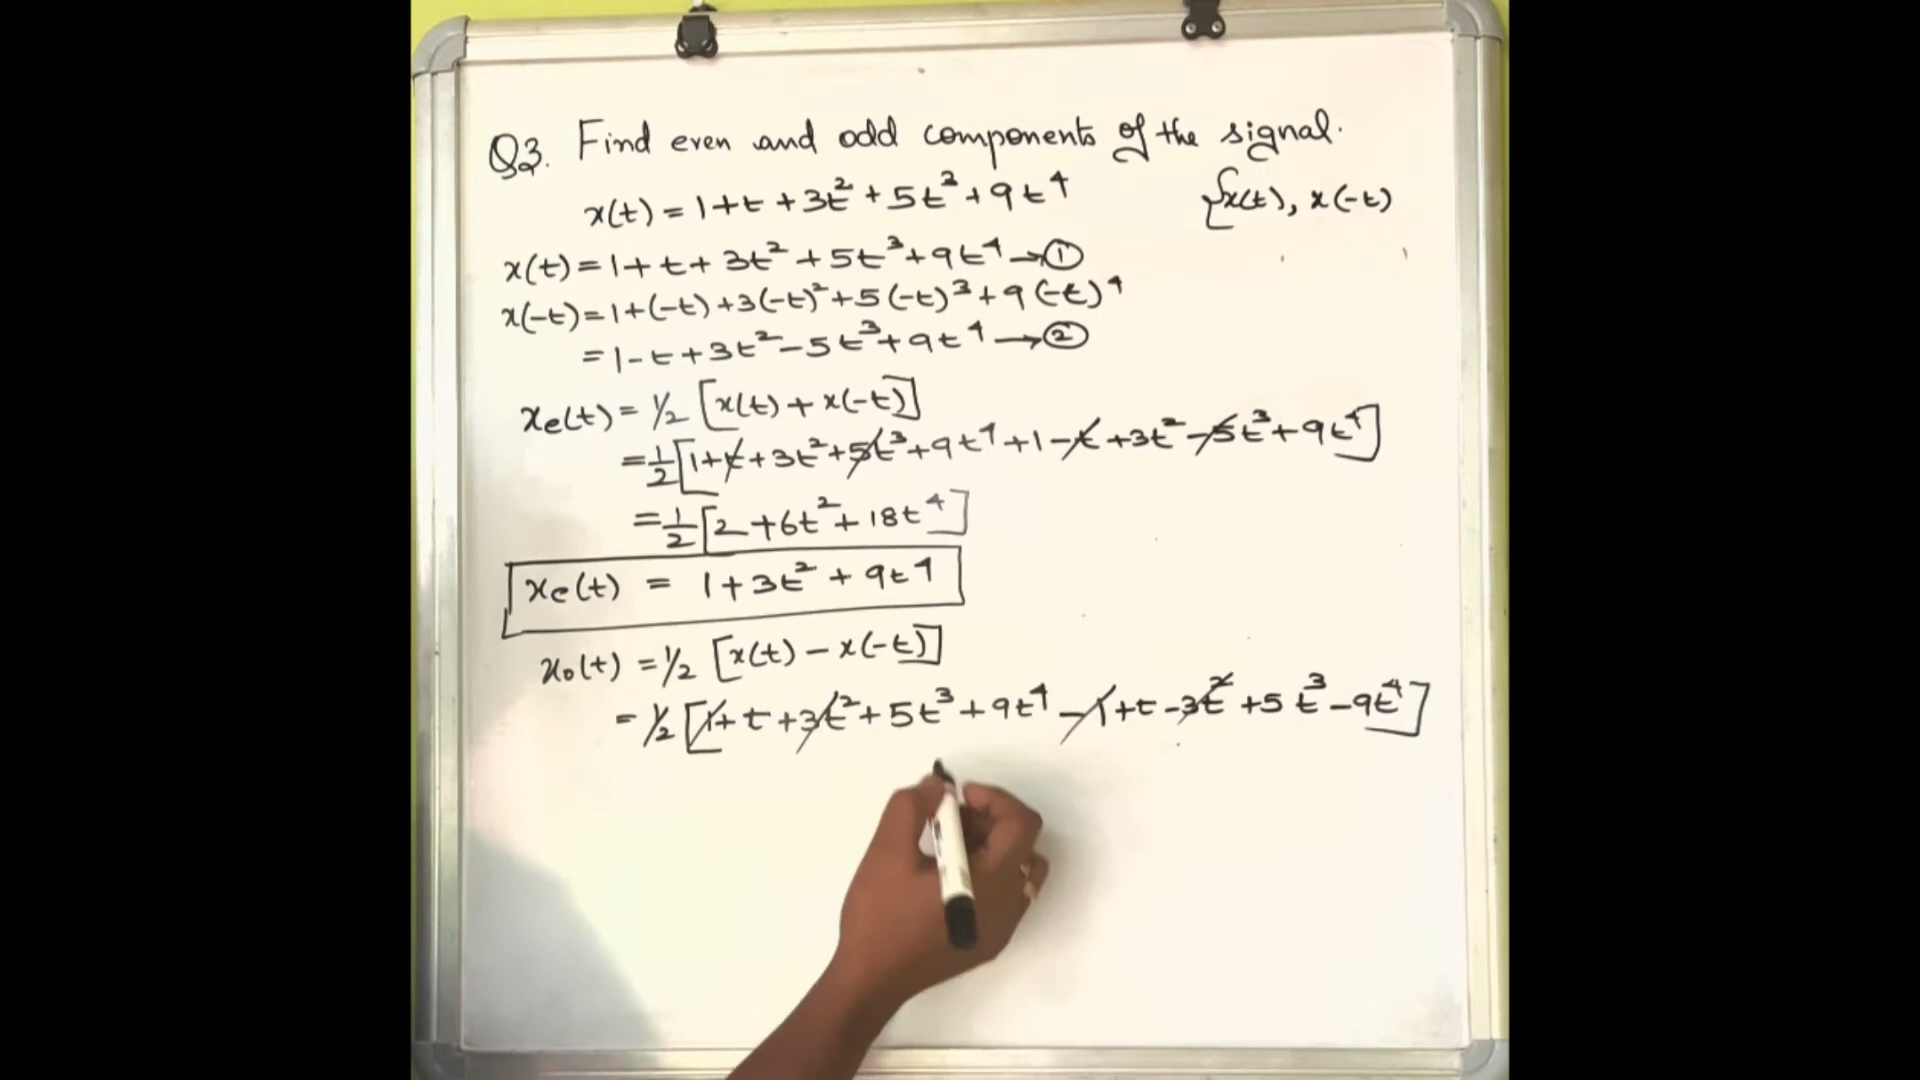 Q3. Find even and odd components of the signal.
x(t) = 1+t+3t²+5t³+9t⁴
{x(t), x(-t)
x(t) = 1+t+3t²+5t³+9t⁴ → ①
x(-t) = 1+(-t)+3(-t)²+5(-t)³+9(-t)⁴
= 1-t+3t²-5t³+9t⁴ → ②
xe(t) = 1/2 [x(t)+x(-t)]
= 1/2 [1+t+3t²+5t³+9t⁴+1-t+3t²-5t³+9t⁴]
= 1/2 [2+6t²+18t⁴]
xe(t) = 1+3t²+9t⁴
xo(t) = 1/2 [x(t)-x(-t)]
= 1/2 [1+t+3t²+5t³+9t⁴-1+t-3t²+5t³-9t⁴]